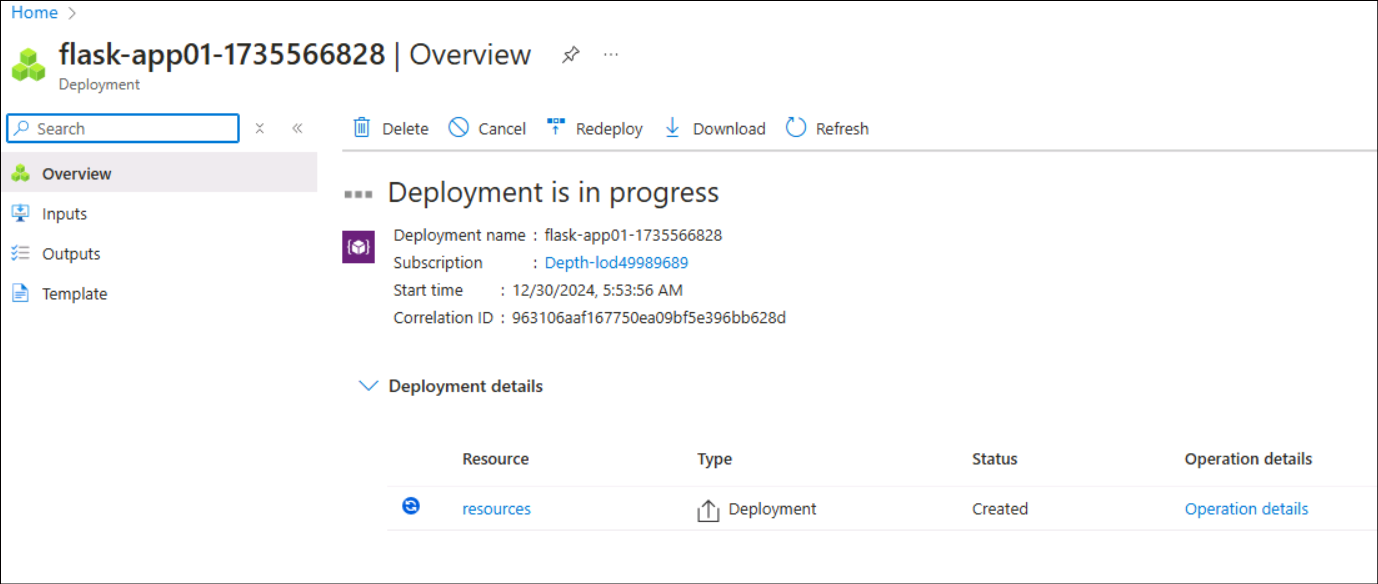 Home
flask-app01-1735566828 | Overview
Deployment
Search
Delete Cancel Redeploy Download Refresh
Overview
Inputs
Outputs
Template
Deployment is in progress
Deployment name : flask-app01-1735566828
Subscription : Depth-lod49989689
Start time : 12/30/2024, 5:53:56 AM
Correlation ID : 963106aaf167750ea09bf5e396bb628d
Deployment details
Resource Type Status Operation details
resources Deployment Created Operation details